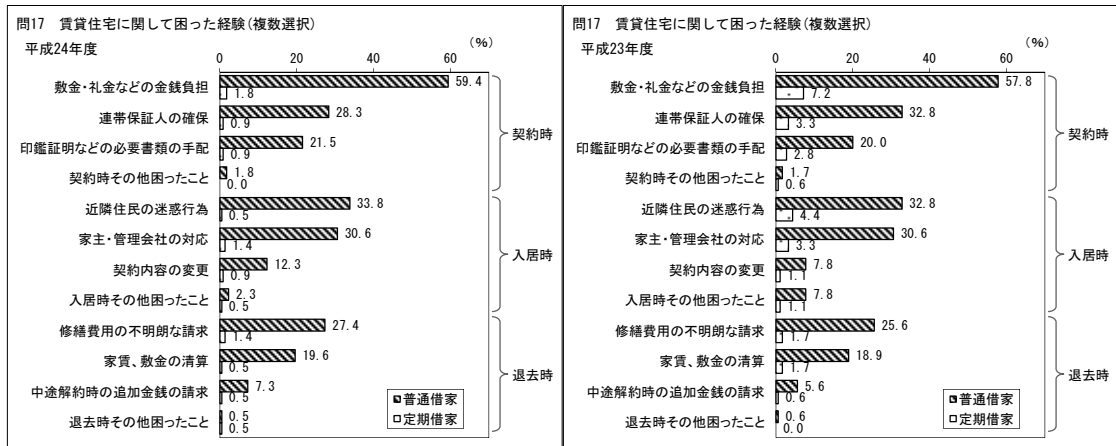 問17 賃貸住宅に関して困った経験(複数選択)
平成24年度
(%)
0 20 40 60
敷金・礼金などの金銭負担 59.4
1.8
連帯保証人の確保 28.3
0.9
印鑑証明などの必要書類の手配 21.5
0.9
契約時その他困ったこと 1.8
0.0
契約時
近隣住民の迷惑行為 33.8
0.5
家主・管理会社の対応 30.6
1.4
契約内容の変更 12.3
0.9
入居時その他困ったこと 2.3
0.5
入居時
修繕費用の不明朗な請求 27.4
1.4
家賃、敷金の清算 19.6
0.5
中途解約時の追加金銭の請求 7.3
0.5
退去時その他困ったこと 0.5
0.5
退去時
普通借家
定期借家
問17 賃貸住宅に関して困った経験(複数選択)
平成23年度
(%)
0 20 40 60
敷金・礼金などの金銭負担 57.8
7.2
連帯保証人の確保 32.8
3.3
印鑑証明などの必要書類の手配 20.0
2.8
契約時その他困ったこと 1.7
0.6
契約時
近隣住民の迷惑行為 32.8
4.4
家主・管理会社の対応 30.6
3.3
契約内容の変更 7.8
1.1
入居時その他困ったこと 7.8
1.1
入居時
修繕費用の不明朗な請求 25.6
1.7
家賃、敷金の清算 18.9
1.7
中途解約時の追加金銭の請求 5.6
0.6
退去時その他困ったこと 0.6
0.0
退去時
普通借家
定期借家